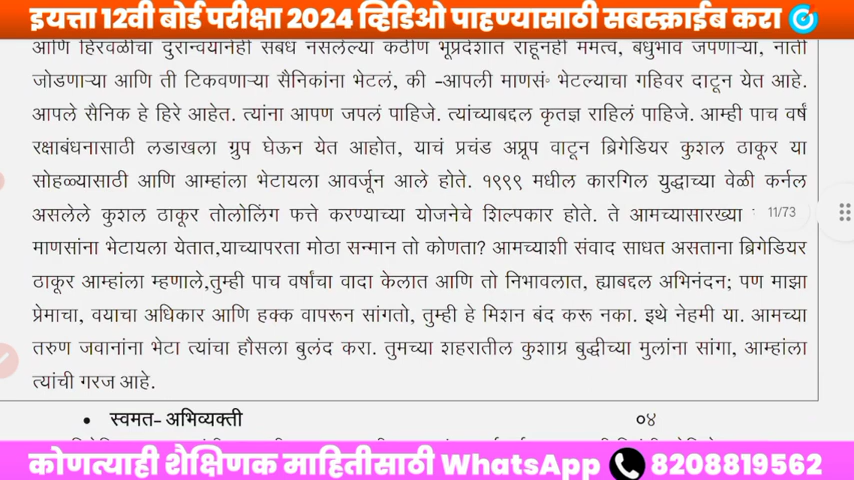 इयत्ता 12वी बोर्ड परीक्षा 2024 व्हिडिओ पाहण्यासाठी सबस्क्राईब करा
आणि हिरवळीचा दुरान्वयानेही संबंध नसलेल्या कठीण भूप्रदेशात राहूनही ममत्व, बंधुभाव जपणाऱ्या, नाती
जोडणाऱ्या आणि ती टिकवणाऱ्या सैनिकांना भेटलं, की -आपली माणसं भेटल्याचा गहिवर दाटून येत आहे.
आपले सैनिक हे हिरे आहेत. त्यांना आपण जपलं पाहिजे. त्यांच्याबद्दल कृतज्ञ राहिलं पाहिजे. आम्ही पाच वर्षं
रक्षाबंधनासाठी लडाखला ग्रुप घेऊन येत आहोत, याचं प्रचंड अप्रूप वाटून ब्रिगेडियर कुशल ठाकूर या
सोहळ्यासाठी आणि आम्हांला भेटायला आवर्जून आले होते. १९९९ मधील कारगिल युद्धाच्या वेळी कर्नल
असलेले कुशल ठाकूर तोलोलिंग फत्ते करण्याच्या योजनेचे शिल्पकार होते. ते आमच्यासारख्या 11/73
माणसांना भेटायला येतात,याच्यापरता मोठा सन्मान तो कोणता? आमच्याशी संवाद साधत असताना ब्रिगेडियर
ठाकूर आम्हांला म्हणाले,तुम्ही पाच वर्षांचा वादा केलात आणि तो निभावलात, ह्याबद्दल अभिनंदन; पण माझा
प्रेमाचा, वयाचा अधिकार आणि हक्क वापरून सांगतो, तुम्ही हे मिशन बंद करू नका. इथे नेहमी या. आमच्या
तरुण जवानांना भेटा त्यांचा हौसला बुलंद करा. तुमच्या शहरातील कुशाग्र बुद्धीच्या मुलांना सांगा, आम्हांला
त्यांची गरज आहे.
• स्वमत- अभिव्यक्ती ०४
कोणत्याही शैक्षिणक माहितीसाठी WhatsApp 8208819562